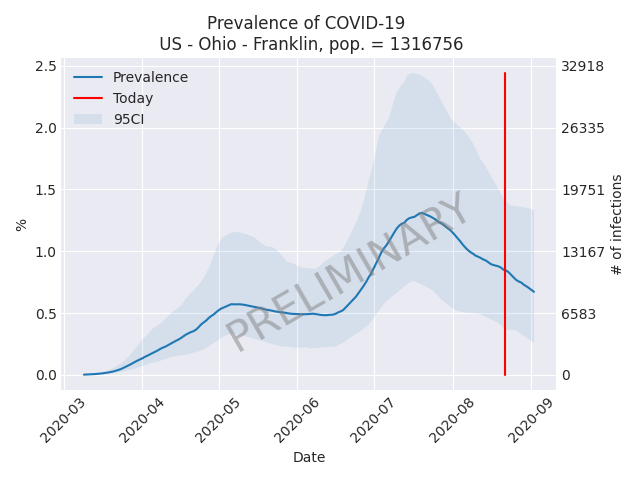 Prevalence of COVID-19
US - Ohio - Franklin, pop. = 1316756
Prevalence
Today
95CI
PRELIMINARY
%
2.5
2.0
1.5
1.0
0.5
0.0
32918
26335
19751
13167
6583
0
# of infections
2020-03
2020-04
2020-05
2020-06
2020-07
2020-08
2020-09
Date